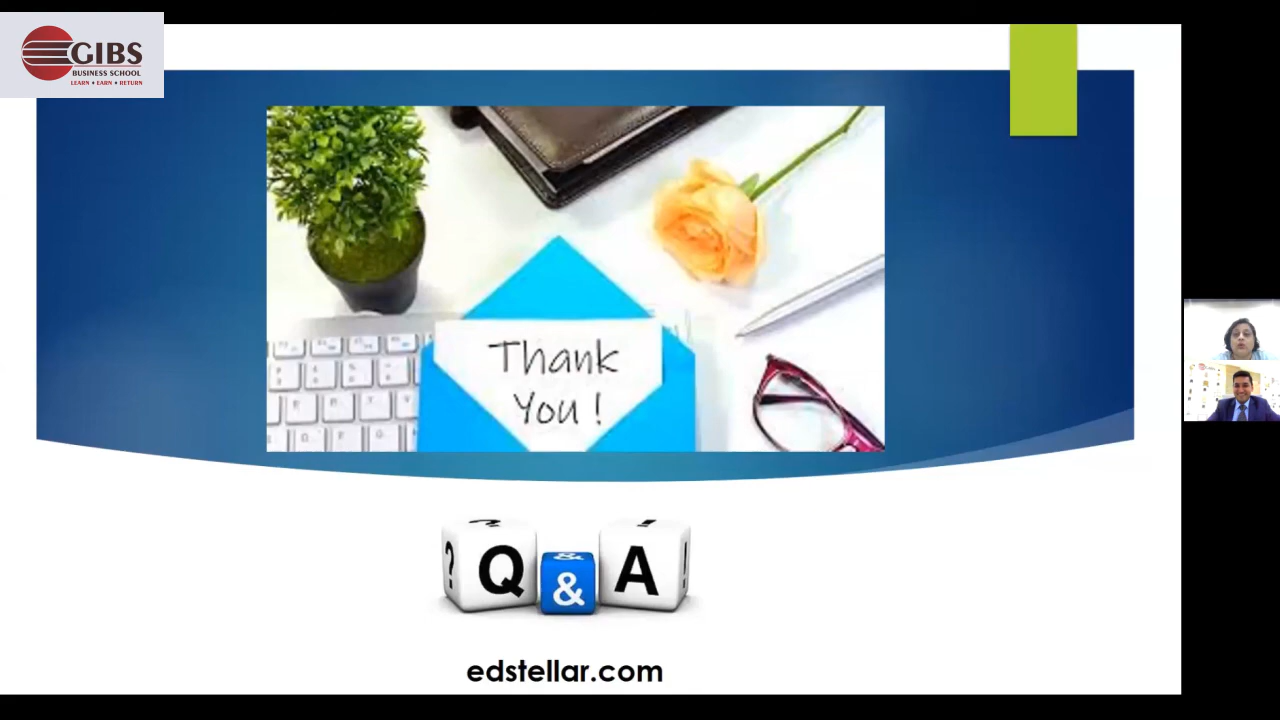 GIBS
BUSINESS SCHOOL
LEARN • EARN • RETURN
Thank
You !
? Q & A !
edstellar.com